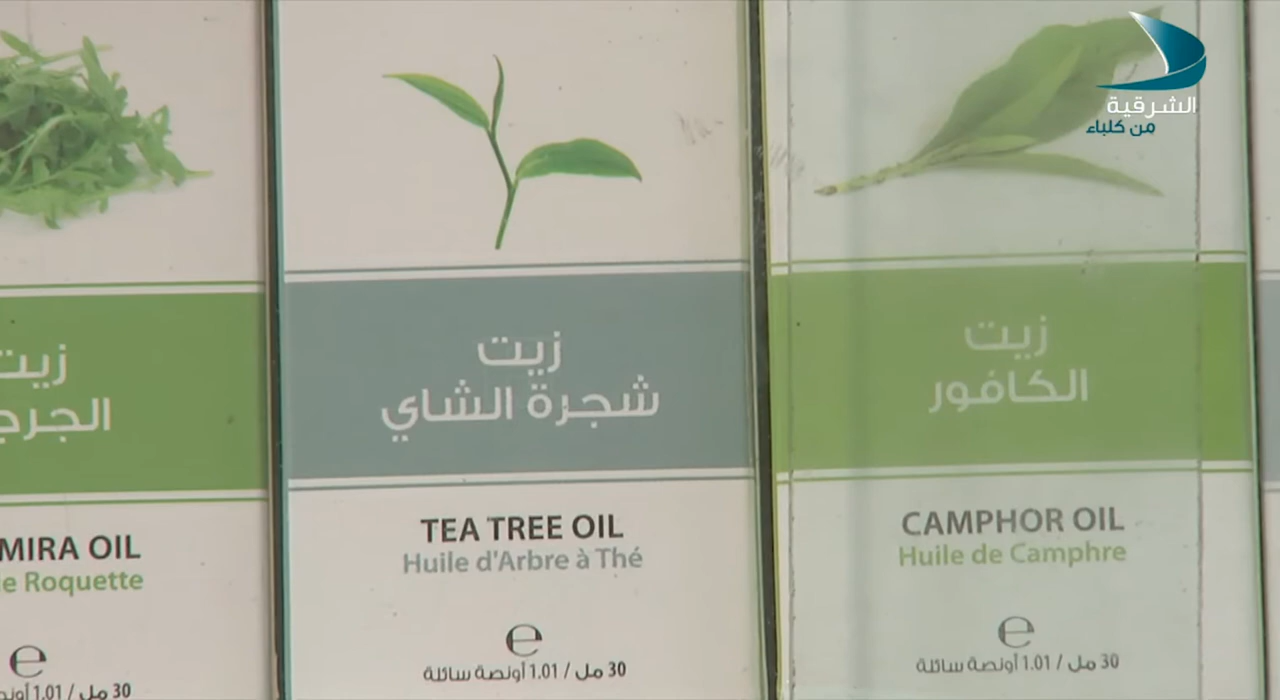 الشرقية
من كلباء
زيت
MIRA OIL
de Roquette
℮
30 مل / 1.01
زيت
شجرة الشاي
TEA TREE OIL
Huile d'Arbre à Thé
℮
30 مل / 1.01 أونصة سائلة
زيت
الكافور
CAMPHOR OIL
Huile de Camphre
℮
30 مل / 1.01 أونصة سائلة